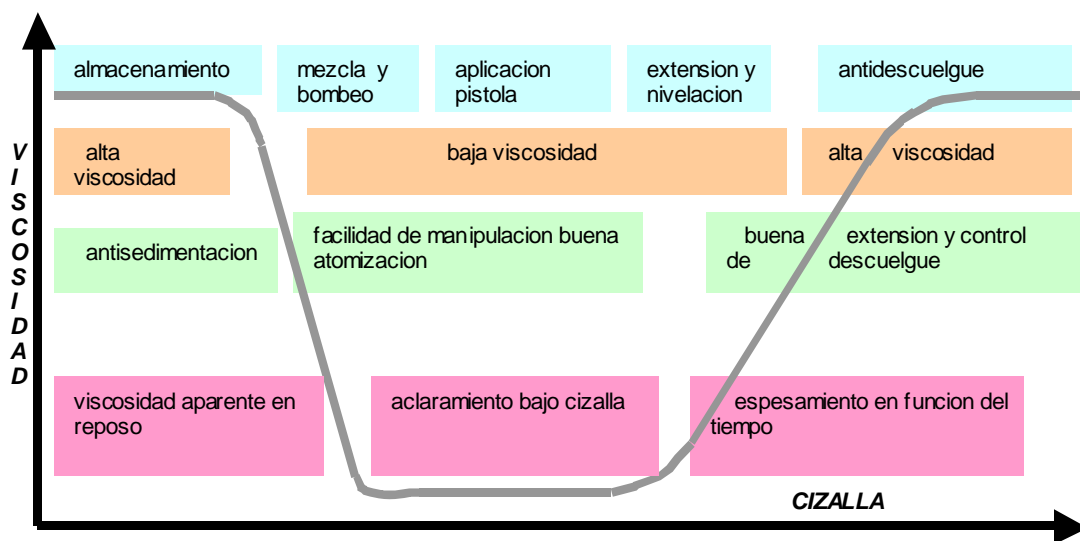 almacenamiento
mezcla y
bombeo
aplicacion
pistola
extension y
nivelacion
antidescuelgue
VISCOSIDAD
alta
viscosidad
baja viscosidad
alta viscosidad
antisedimentacion
facilidad de manipulacion buena
atomizacion
buena extension y control
de descuelgue
viscosidad aparente en
reposo
aclaramiento bajo cizalla
espesamiento en funcion del
tiempo
CIZALLA